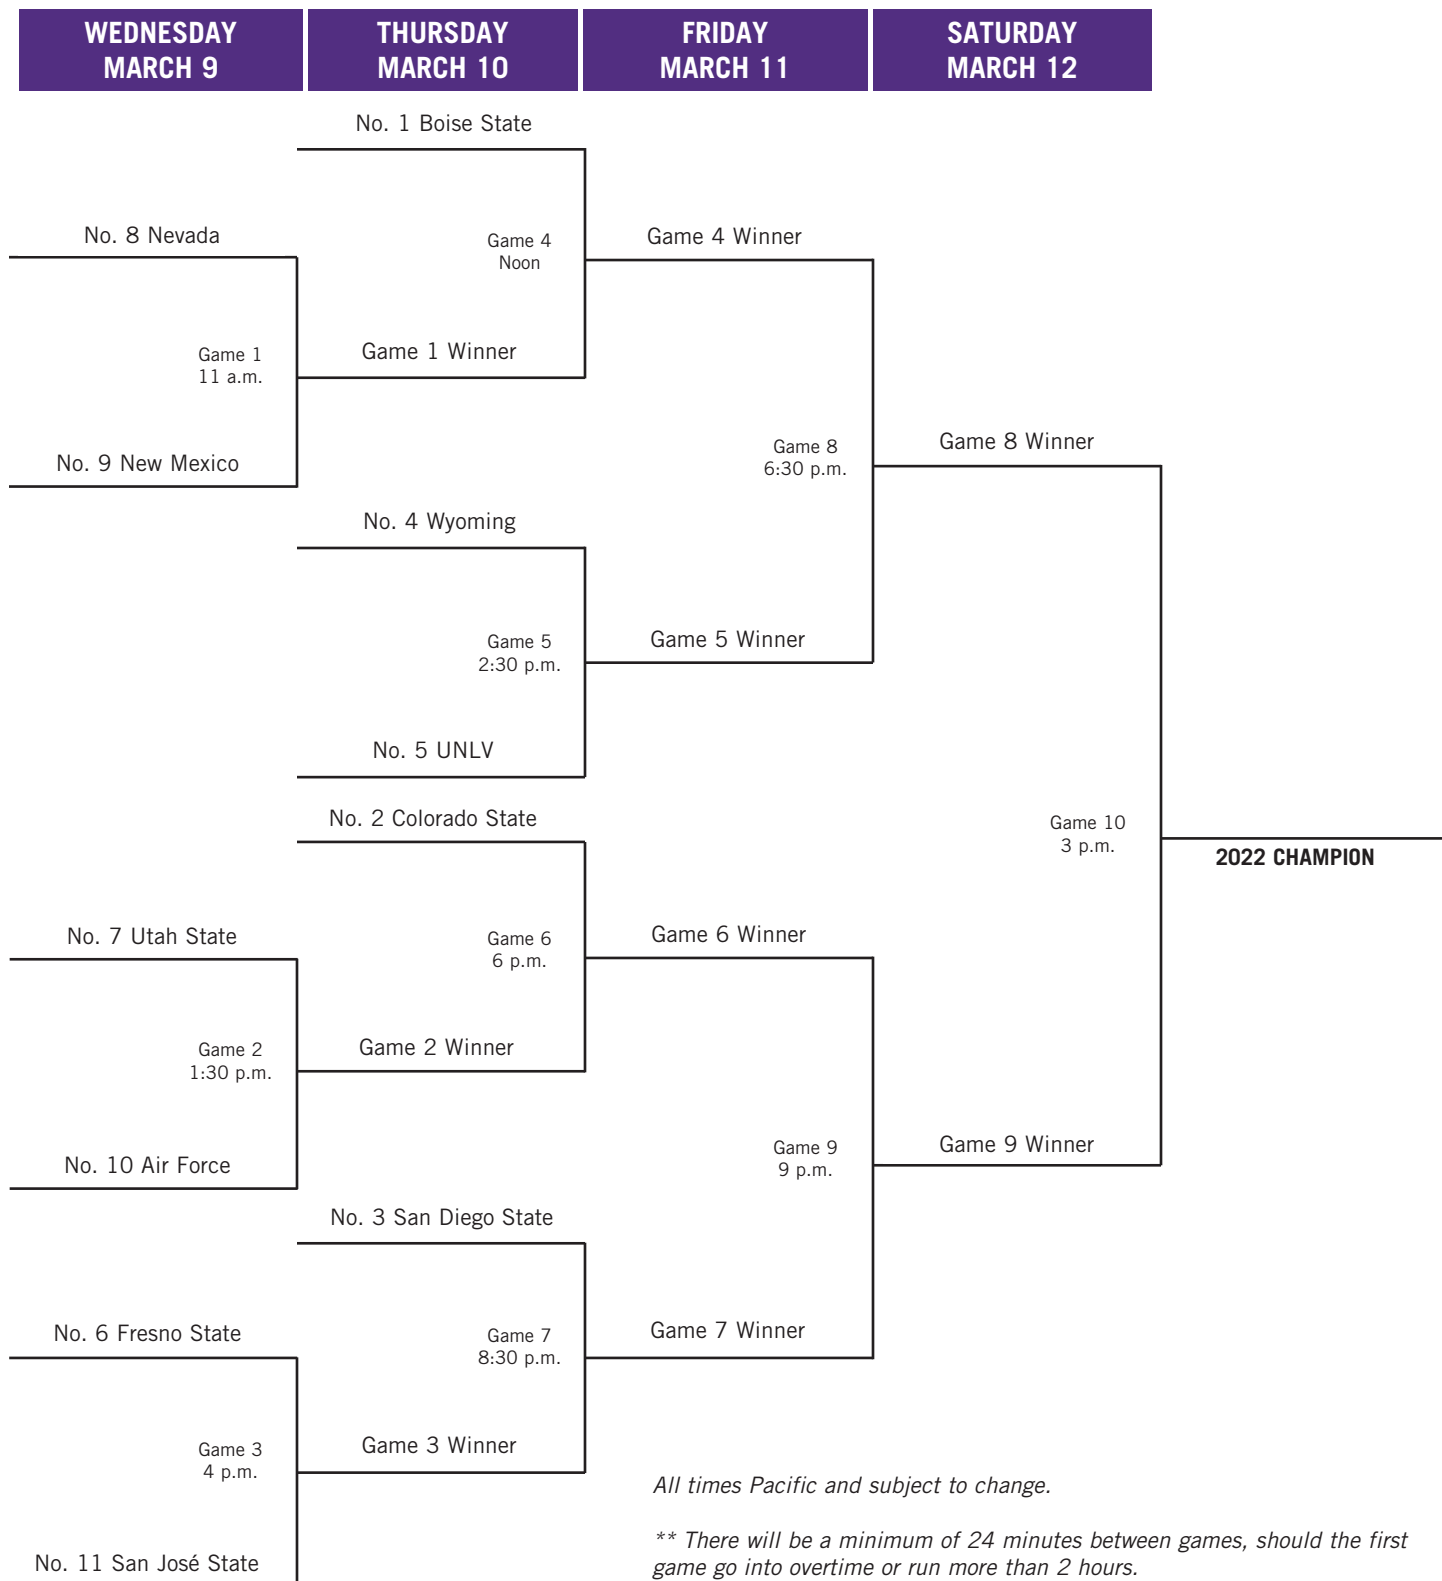 WEDNESDAY
MARCH 9
THURSDAY
MARCH 10
FRIDAY
MARCH 11
SATURDAY
MARCH 12
No. 1 Boise State
No. 8 Nevada
Game 4
Noon
Game 4 Winner
Game 1
11 a.m.
Game 1 Winner
No. 9 New Mexico
Game 8
6:30 p.m.
Game 8 Winner
No. 4 Wyoming
Game 5
2:30 p.m.
Game 5 Winner
No. 5 UNLV
No. 2 Colorado State
Game 10
3 p.m.
2022 CHAMPION
No. 7 Utah State
Game 6
6 p.m.
Game 6 Winner
Game 2
1:30 p.m.
Game 2 Winner
No. 10 Air Force
Game 9
9 p.m.
Game 9 Winner
No. 3 San Diego State
No. 6 Fresno State
Game 7
8:30 p.m.
Game 7 Winner
Game 3
4 p.m.
Game 3 Winner
No. 11 San José State
All times Pacific and subject to change.
** There will be a minimum of 24 minutes between games, should the first
game go into overtime or run more than 2 hours.